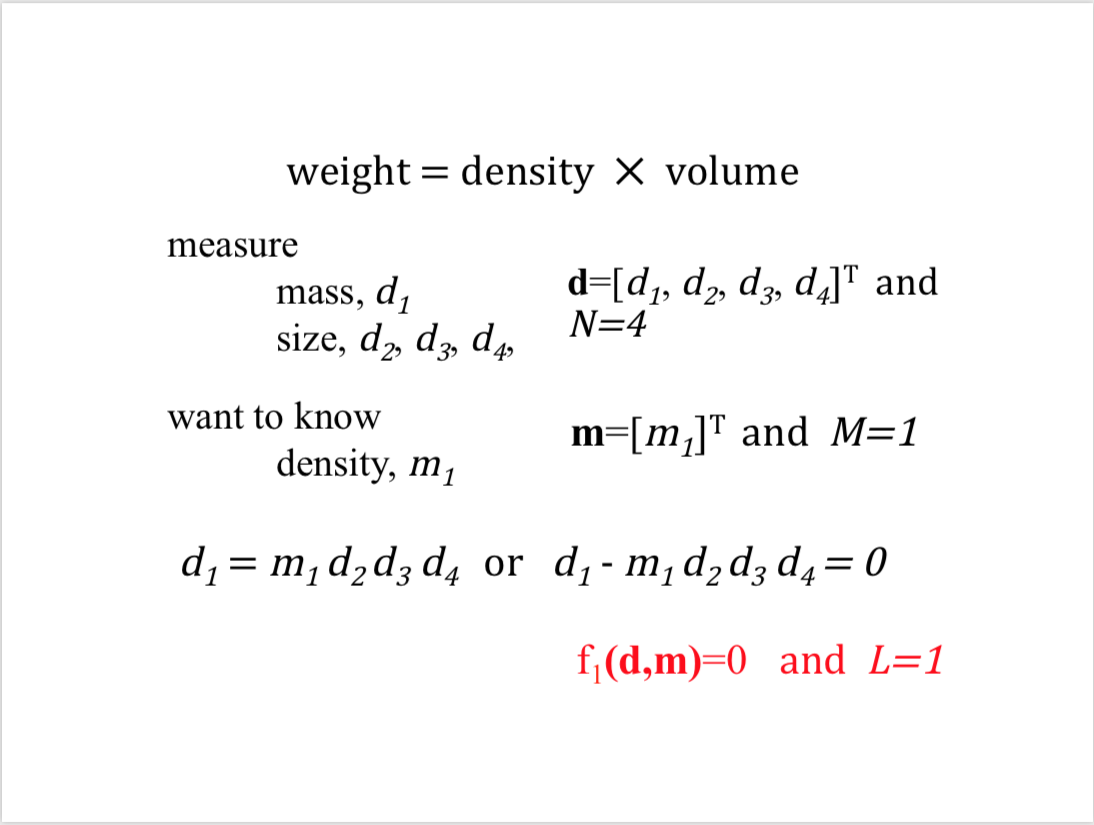 weight = density × volume
measure
mass, d₁
size, d₂, d₃, d₄,
d=[d₁, d₂, d₃, d₄]ᵀ and
N=4
want to know
density, m₁
m=[m₁]ᵀ and M=1
d₁ = m₁ d₂ d₃ d₄ or d₁ - m₁ d₂ d₃ d₄ = 0
f₁(d,m)=0 and L=1